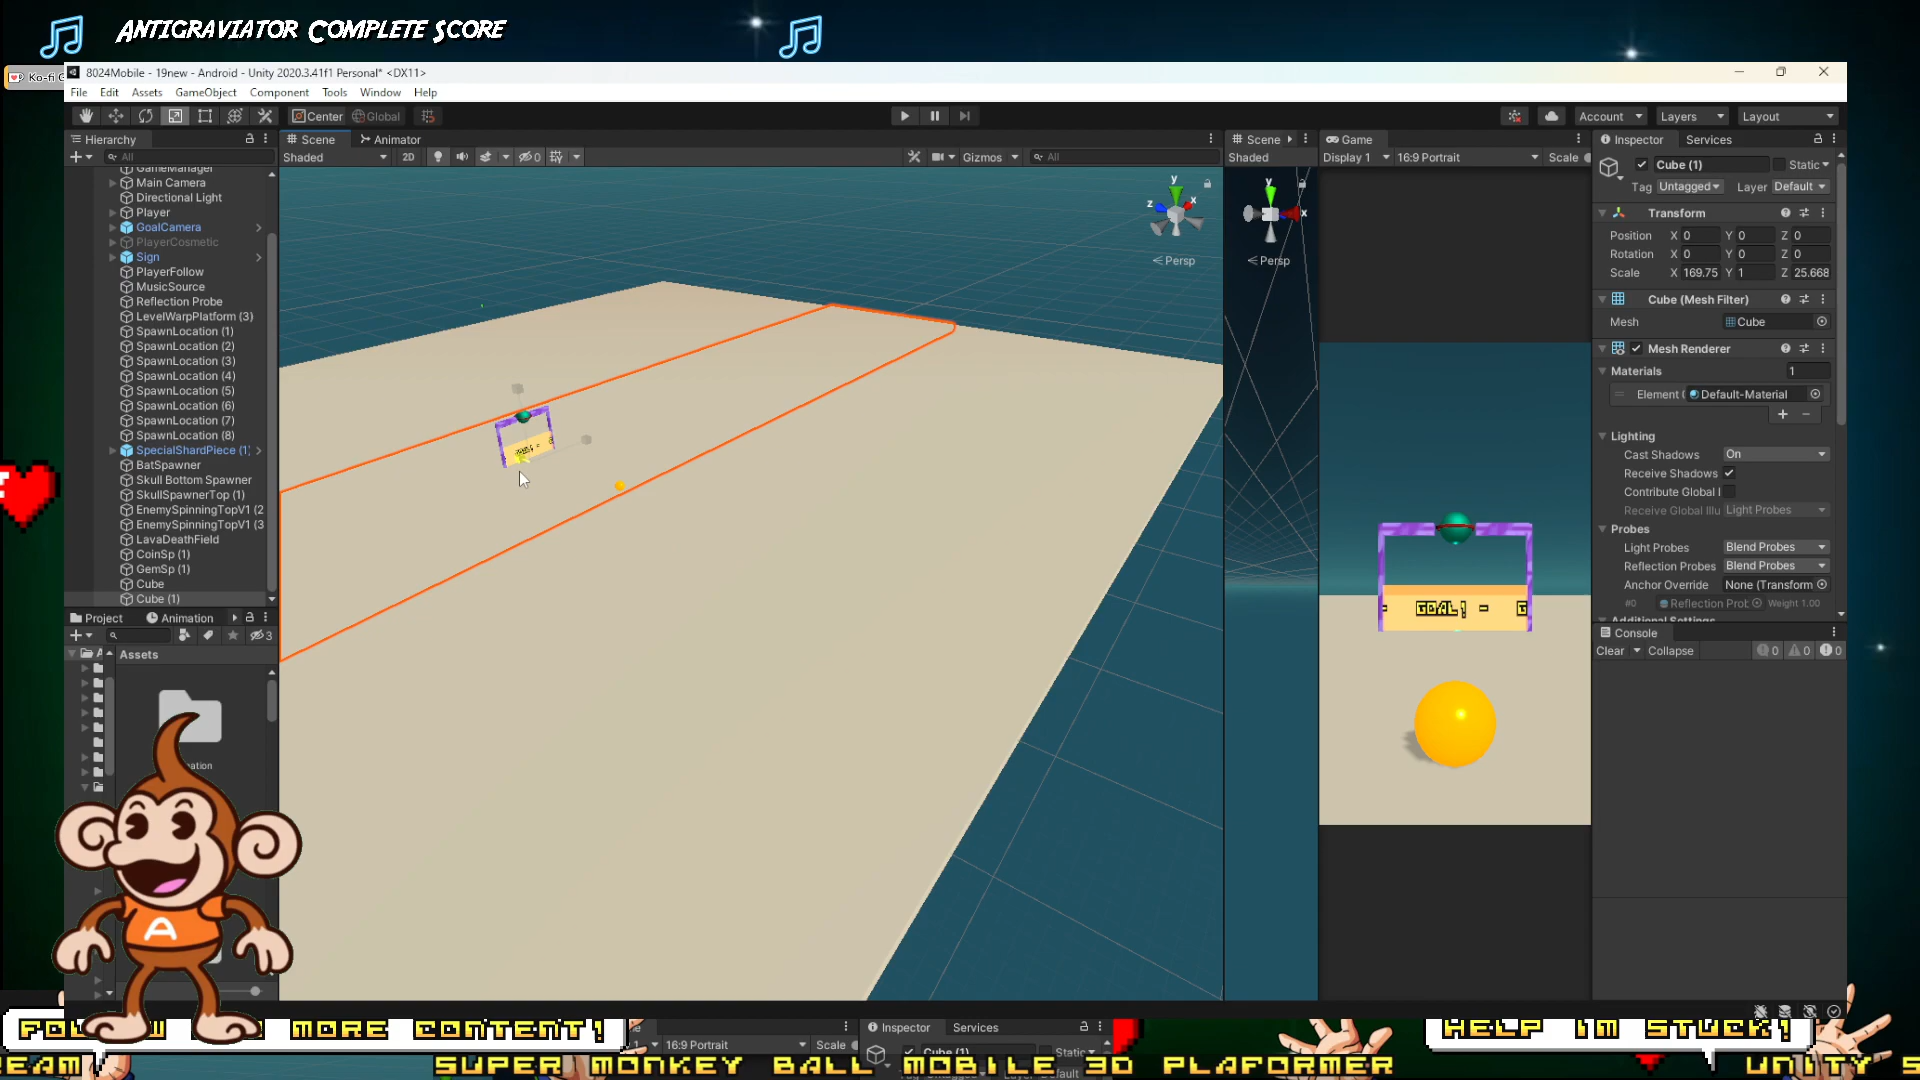 ANTIGRAVIATOR COMPLETE SCORE
Ko-fi G
8024Mobile - 19new - Android - Unity 2020.3.41f1 Personal* <DX11>
File Edit Assets GameObject Component Tools Window Help
Center Global Account Layers Layout
Hierarchy Scene Animator Scene Game Inspector Services
All Shaded 2D 0 Gizmos All Shaded Display 1 16:9 Portrait Scale
Cube (1) Static
Tag Untagged Layer Default
GameManager
Main Camera
Directional Light
Player
GoalCamera
PlayerCosmetic
Sign
PlayerFollow
MusicSource
Reflection Probe
LevelWarpPlatform (3)
SpawnLocation (1)
SpawnLocation (2)
SpawnLocation (3)
SpawnLocation (4)
SpawnLocation (5)
SpawnLocation (6)
SpawnLocation (7)
SpawnLocation (8)
SpecialShardPiece (1)
BatSpawner
Skull Bottom Spawner
SkullSpawnerTop (1)
EnemySpinningTopV1 (2
EnemySpinningTopV1 (3
LavaDeathField
CoinSp (1)
GemSp (1)
Cube
Cube (1)
y
z
x
Persp
y
x
Persp
GOAL! -
- GOAL! - G
Transform
Position X 0 Y 0 Z 0
Rotation X 0 Y 0 Z 0
Scale X 169.75 Y 1 Z 25.668
Cube (Mesh Filter)
Mesh Cube
Mesh Renderer
Materials 1
Element Default-Material
Lighting
Cast Shadows On
Receive Shadows
Contribute Global I
Receive Global Illu Light Probes
Probes
Light Probes Blend Probes
Reflection Probes Blend Probes
Anchor Override None (Transform
#0 Reflection Prob Weight 1.00
Additional Settings
Console
Clear Collapse 0 0 0
Project Animation
3
Assets
ation
A
MORE CONTENT!
Inspector Services
16:9 Portrait Scale
Cube (1) Static
HELP IM STUCK!
EAM
SUPER MONKEY BALL MOBILE 3D PLAFORMER
UNITY S